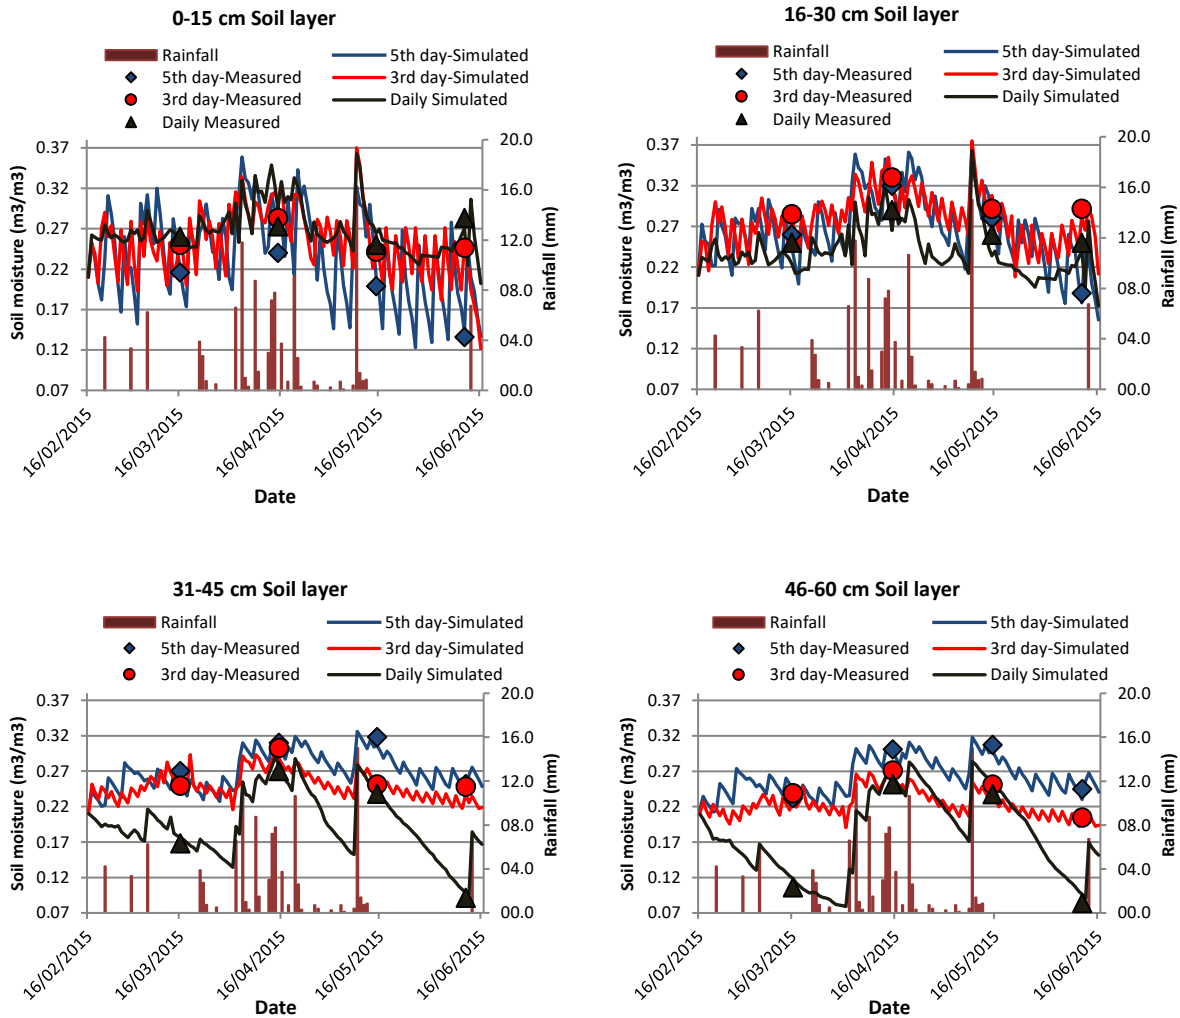 0-15 cm Soil layer
Rainfall
5th day-Simulated
5th day-Measured
3rd day-Simulated
3rd day-Measured
Daily Simulated
Daily Measured
Soil moisture (m3/m3)
0.37
0.32
0.27
0.22
0.17
0.12
0.07
20.0
16.0
12.0
08.0
04.0
00.0
Rainfall (mm)
16/02/2015
16/03/2015
16/04/2015
16/05/2015
16/06/2015
Date
16-30 cm Soil layer
Rainfall
5th day-Simulated
5th day-Measured
3rd day-Simulated
3rd day-Measured
Daily Simulated
Daily Measured
Soil moisture (m3/m3)
0.37
0.32
0.27
0.22
0.17
0.12
0.07
20.0
16.0
12.0
08.0
04.0
00.0
Rainfall (mm)
16/02/2015
16/03/2015
16/04/2015
16/05/2015
16/06/2015
Date
31-45 cm Soil layer
Rainfall
5th day-Simulated
5th day-Measured
3rd day-Simulated
3rd day-Measured
Daily Simulated
Soil moisture (m3/m3)
0.37
0.32
0.27
0.22
0.17
0.12
0.07
20.0
16.0
12.0
08.0
04.0
00.0
Rainfall (mm)
16/02/2015
16/03/2015
16/04/2015
16/05/2015
16/06/2015
Date
46-60 cm Soil layer
Rainfall
5th day-Simulated
5th day-Measured
3rd day-Simulated
3rd day-Measured
Daily Simulated
Soil moisture (m3/m3)
0.37
0.32
0.27
0.22
0.17
0.12
0.07
20.0
16.0
12.0
08.0
04.0
00.0
Rainfall (mm)
16/02/2015
16/03/2015
16/04/2015
16/05/2015
16/06/2015
Date